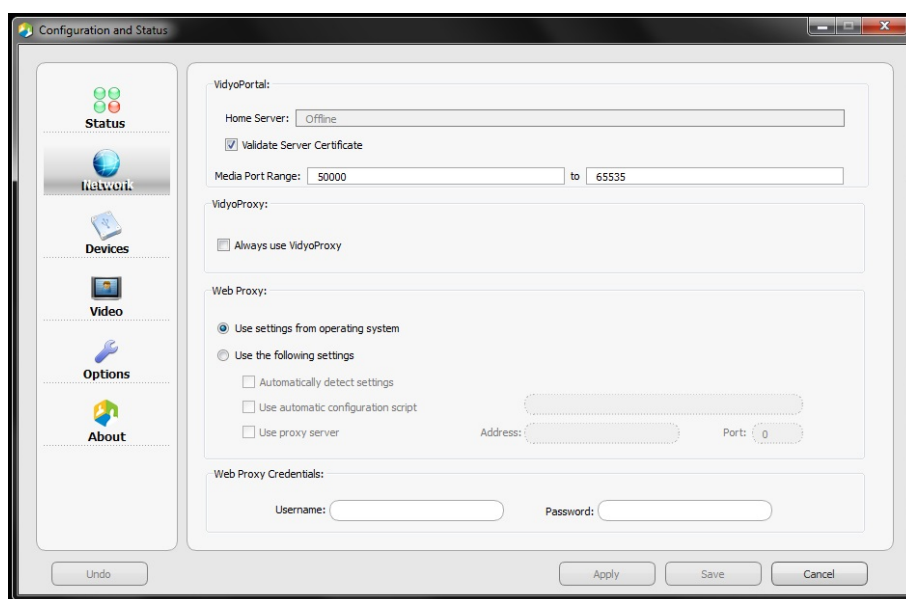 Configuration and Status
Status
Network
Devices
Video
Options
About
VidyoPortal:
Home Server: Offline
Validate Server Certificate
Media Port Range: 50000 to 65535
VidyoProxy:
Always use VidyoProxy
Web Proxy:
Use settings from operating system
Use the following settings
Automatically detect settings
Use automatic configuration script
Use proxy server Address: Port: 0
Web Proxy Credentials:
Username: Password:
Undo Apply Save Cancel